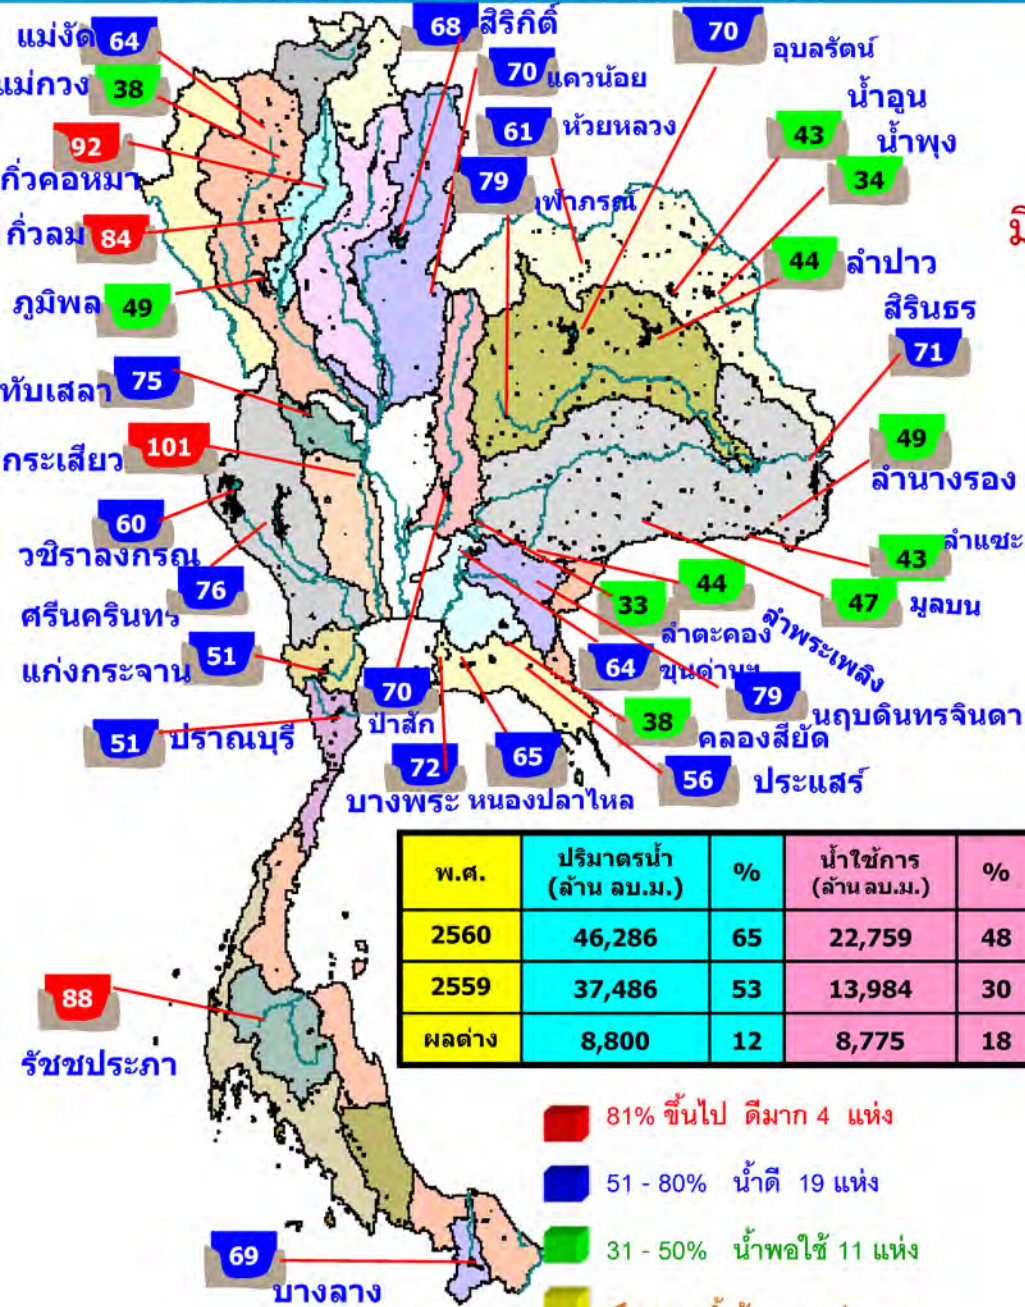 แม่งัด 64
68 สิริกิติ์
70 อุบลรัตน์
แม่กวง 38
70 แควน้อย
น้ำอูน
43
61 ห้วยหลวง
น้ำพุง
34
92
กิ่วคอหมา
79
ฬาภรณ์
กิ่วลม 84
44 ลำปาว
ภูมิพล 49
สิรินธร
71
ทับเสลา 75
กระเสียว 101
49
ลำนางรอง
60
วชิราลงกรณ
76
ศรีนครินทร
43 ลำแซะ
44
47 มูลบน
33
ลำตะคอง
ลำพระเพลิง
64 ขุนด่านฯ
แก่งกระจาน 51
70
ป่าสัก
79 นฤบดินทรจินดา
51 ปราณบุรี
38 คลองสียัด
72
บางพระ
65
หนองปลาไหล
56 ประแสร์
พ.ศ. ปริมาตรน้ำ (ล้าน ลบ.ม.) % น้ำใช้การ (ล้าน ลบ.ม.) %
2560 46,286 65 22,759 48
2559 37,486 53 13,984 30
ผลต่าง 8,800 12 8,775 18
88
รัชชประภา
81% ขึ้นไป ดีมาก 4 แห่ง
51 - 80% น้ำดี 19 แห่ง
31 - 50% น้ำพอใช้ 11 แห่ง
69
บางลาง